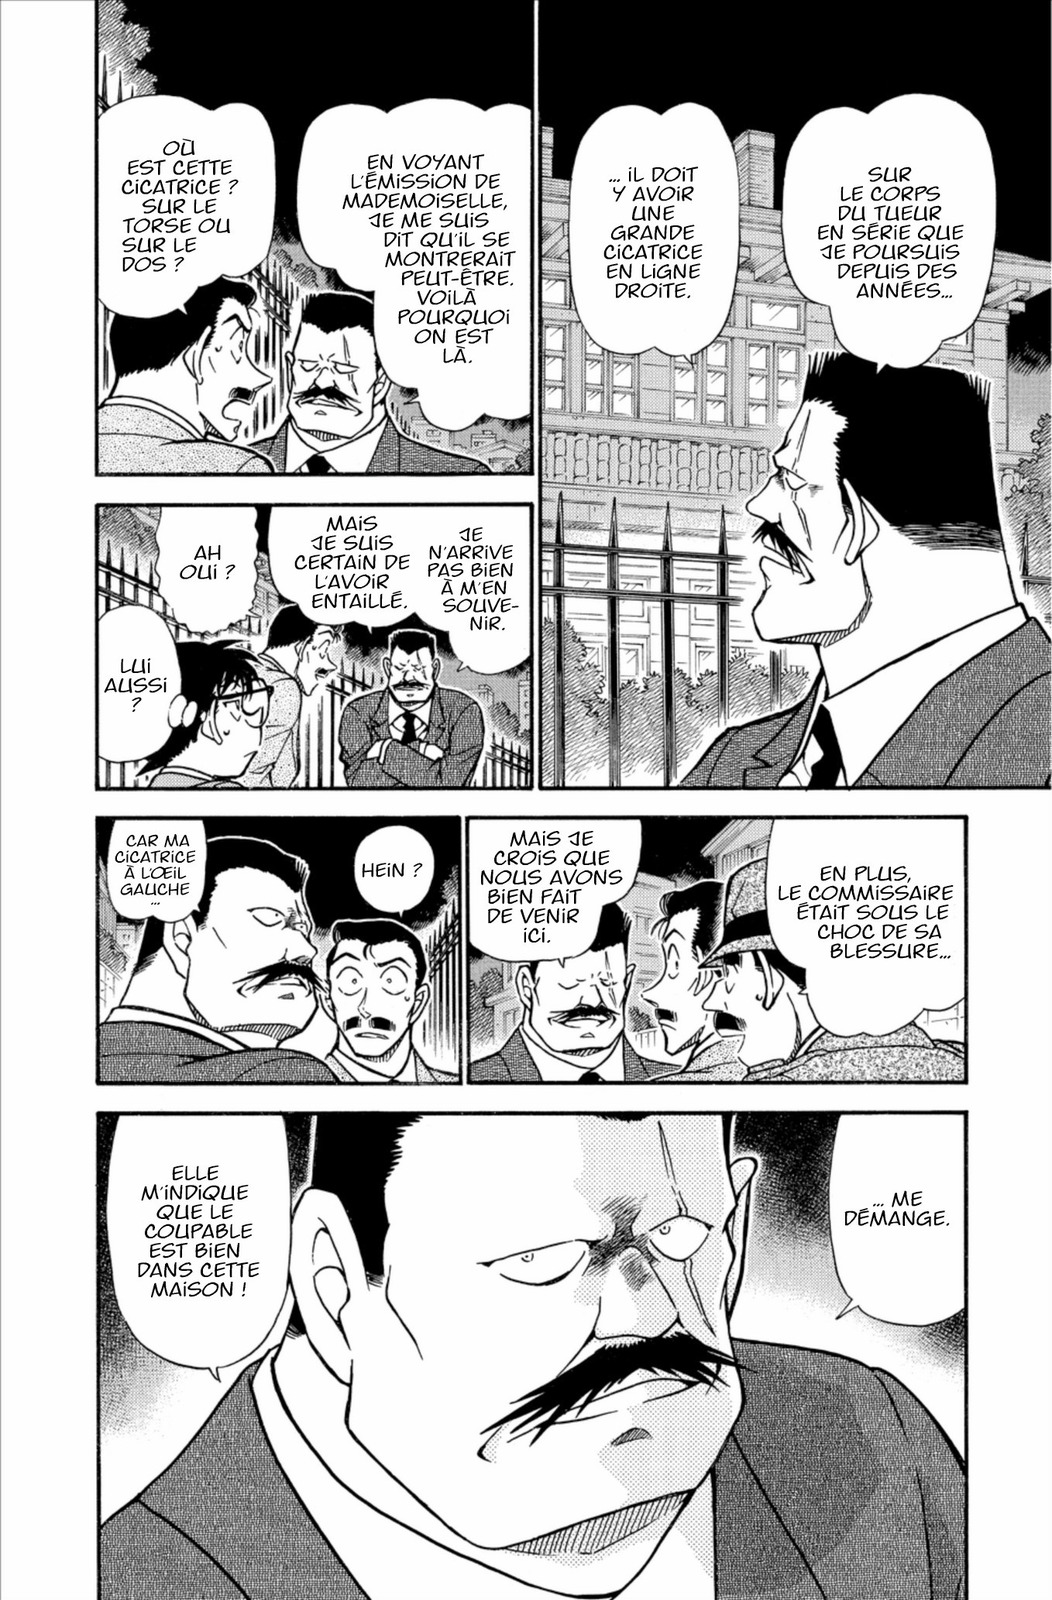 SUR
LE CORPS
DU TUEUR
EN SÉRIE QUE
JE POURSUIS
DEPUIS DES
ANNÉES...
... IL DOIT
Y AVOIR
UNE
GRANDE
CICATRICE
EN LIGNE
DROITE.
EN VOYANT
L'ÉMISSION DE
MADEMOISELLE,
JE ME SUIS
DIT QU'IL SE
MONTRERAIT
PEUT-ÊTRE.
VOILÀ
POURQUOI
ON EST
LÀ.
OÙ
EST CETTE
CICATRICE ?
SUR LE
TORSE OU
SUR LE
DOS ?
JE
N'ARRIVE
PAS BIEN
À M'EN
SOUVE-
NIR.
MAIS
JE SUIS
CERTAIN DE
L'AVOIR
ENTAILLÉ.
AH
OUI ?
LUI
AUSSI
?
EN PLUS,
LE COMMISSAIRE
ÉTAIT SOUS LE
CHOC DE SA
BLESSURE...
MAIS JE
CROIS QUE
NOUS AVONS
BIEN FAIT
DE VENIR
ICI.
HEIN ?
CAR MA
CICATRICE
À L'ŒIL
GAUCHE
...
... ME
DÉMANGE.
ELLE
M'INDIQUE
QUE LE
COUPABLE
EST BIEN
DANS CETTE
MAISON !